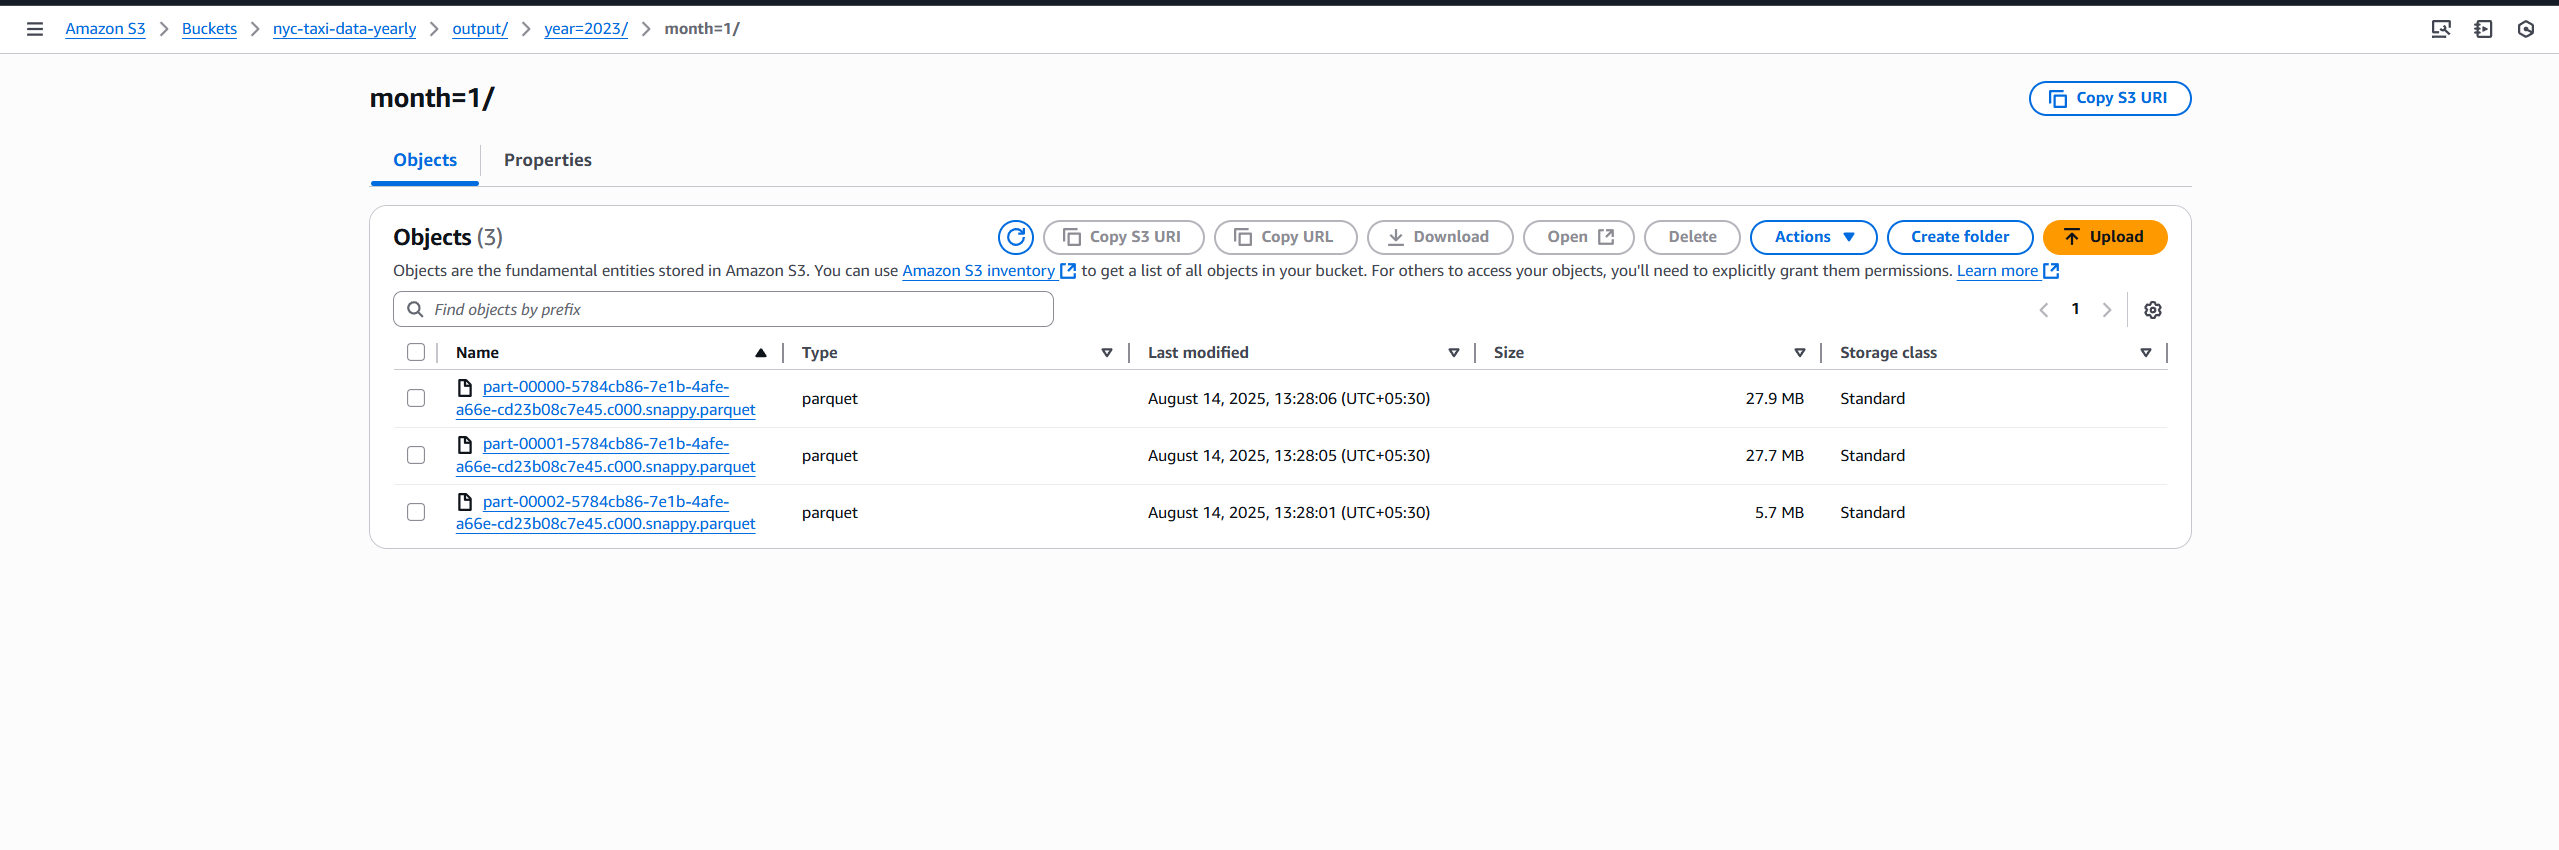 Amazon S3 > Buckets > nyc-taxi-data-yearly > output/ > year=2023/ > month=1/
month=1/
Copy S3 URI
Objects
Properties
Objects (3)
Copy S3 URI
Copy URL
Download
Open
Delete
Actions
Create folder
Upload
Objects are the fundamental entities stored in Amazon S3. You can use Amazon S3 inventory to get a list of all objects in your bucket. For others to access your objects, you'll need to explicitly grant them permissions. Learn more
Find objects by prefix
1
Name Type Last modified Size Storage class
part-00000-5784cb86-7e1b-4afe-
a66e-cd23b08c7e45.c000.snappy.parquet
parquet August 14, 2025, 13:28:06 (UTC+05:30) 27.9 MB Standard
part-00001-5784cb86-7e1b-4afe-
a66e-cd23b08c7e45.c000.snappy.parquet
parquet August 14, 2025, 13:28:05 (UTC+05:30) 27.7 MB Standard
part-00002-5784cb86-7e1b-4afe-
a66e-cd23b08c7e45.c000.snappy.parquet
parquet August 14, 2025, 13:28:01 (UTC+05:30) 5.7 MB Standard